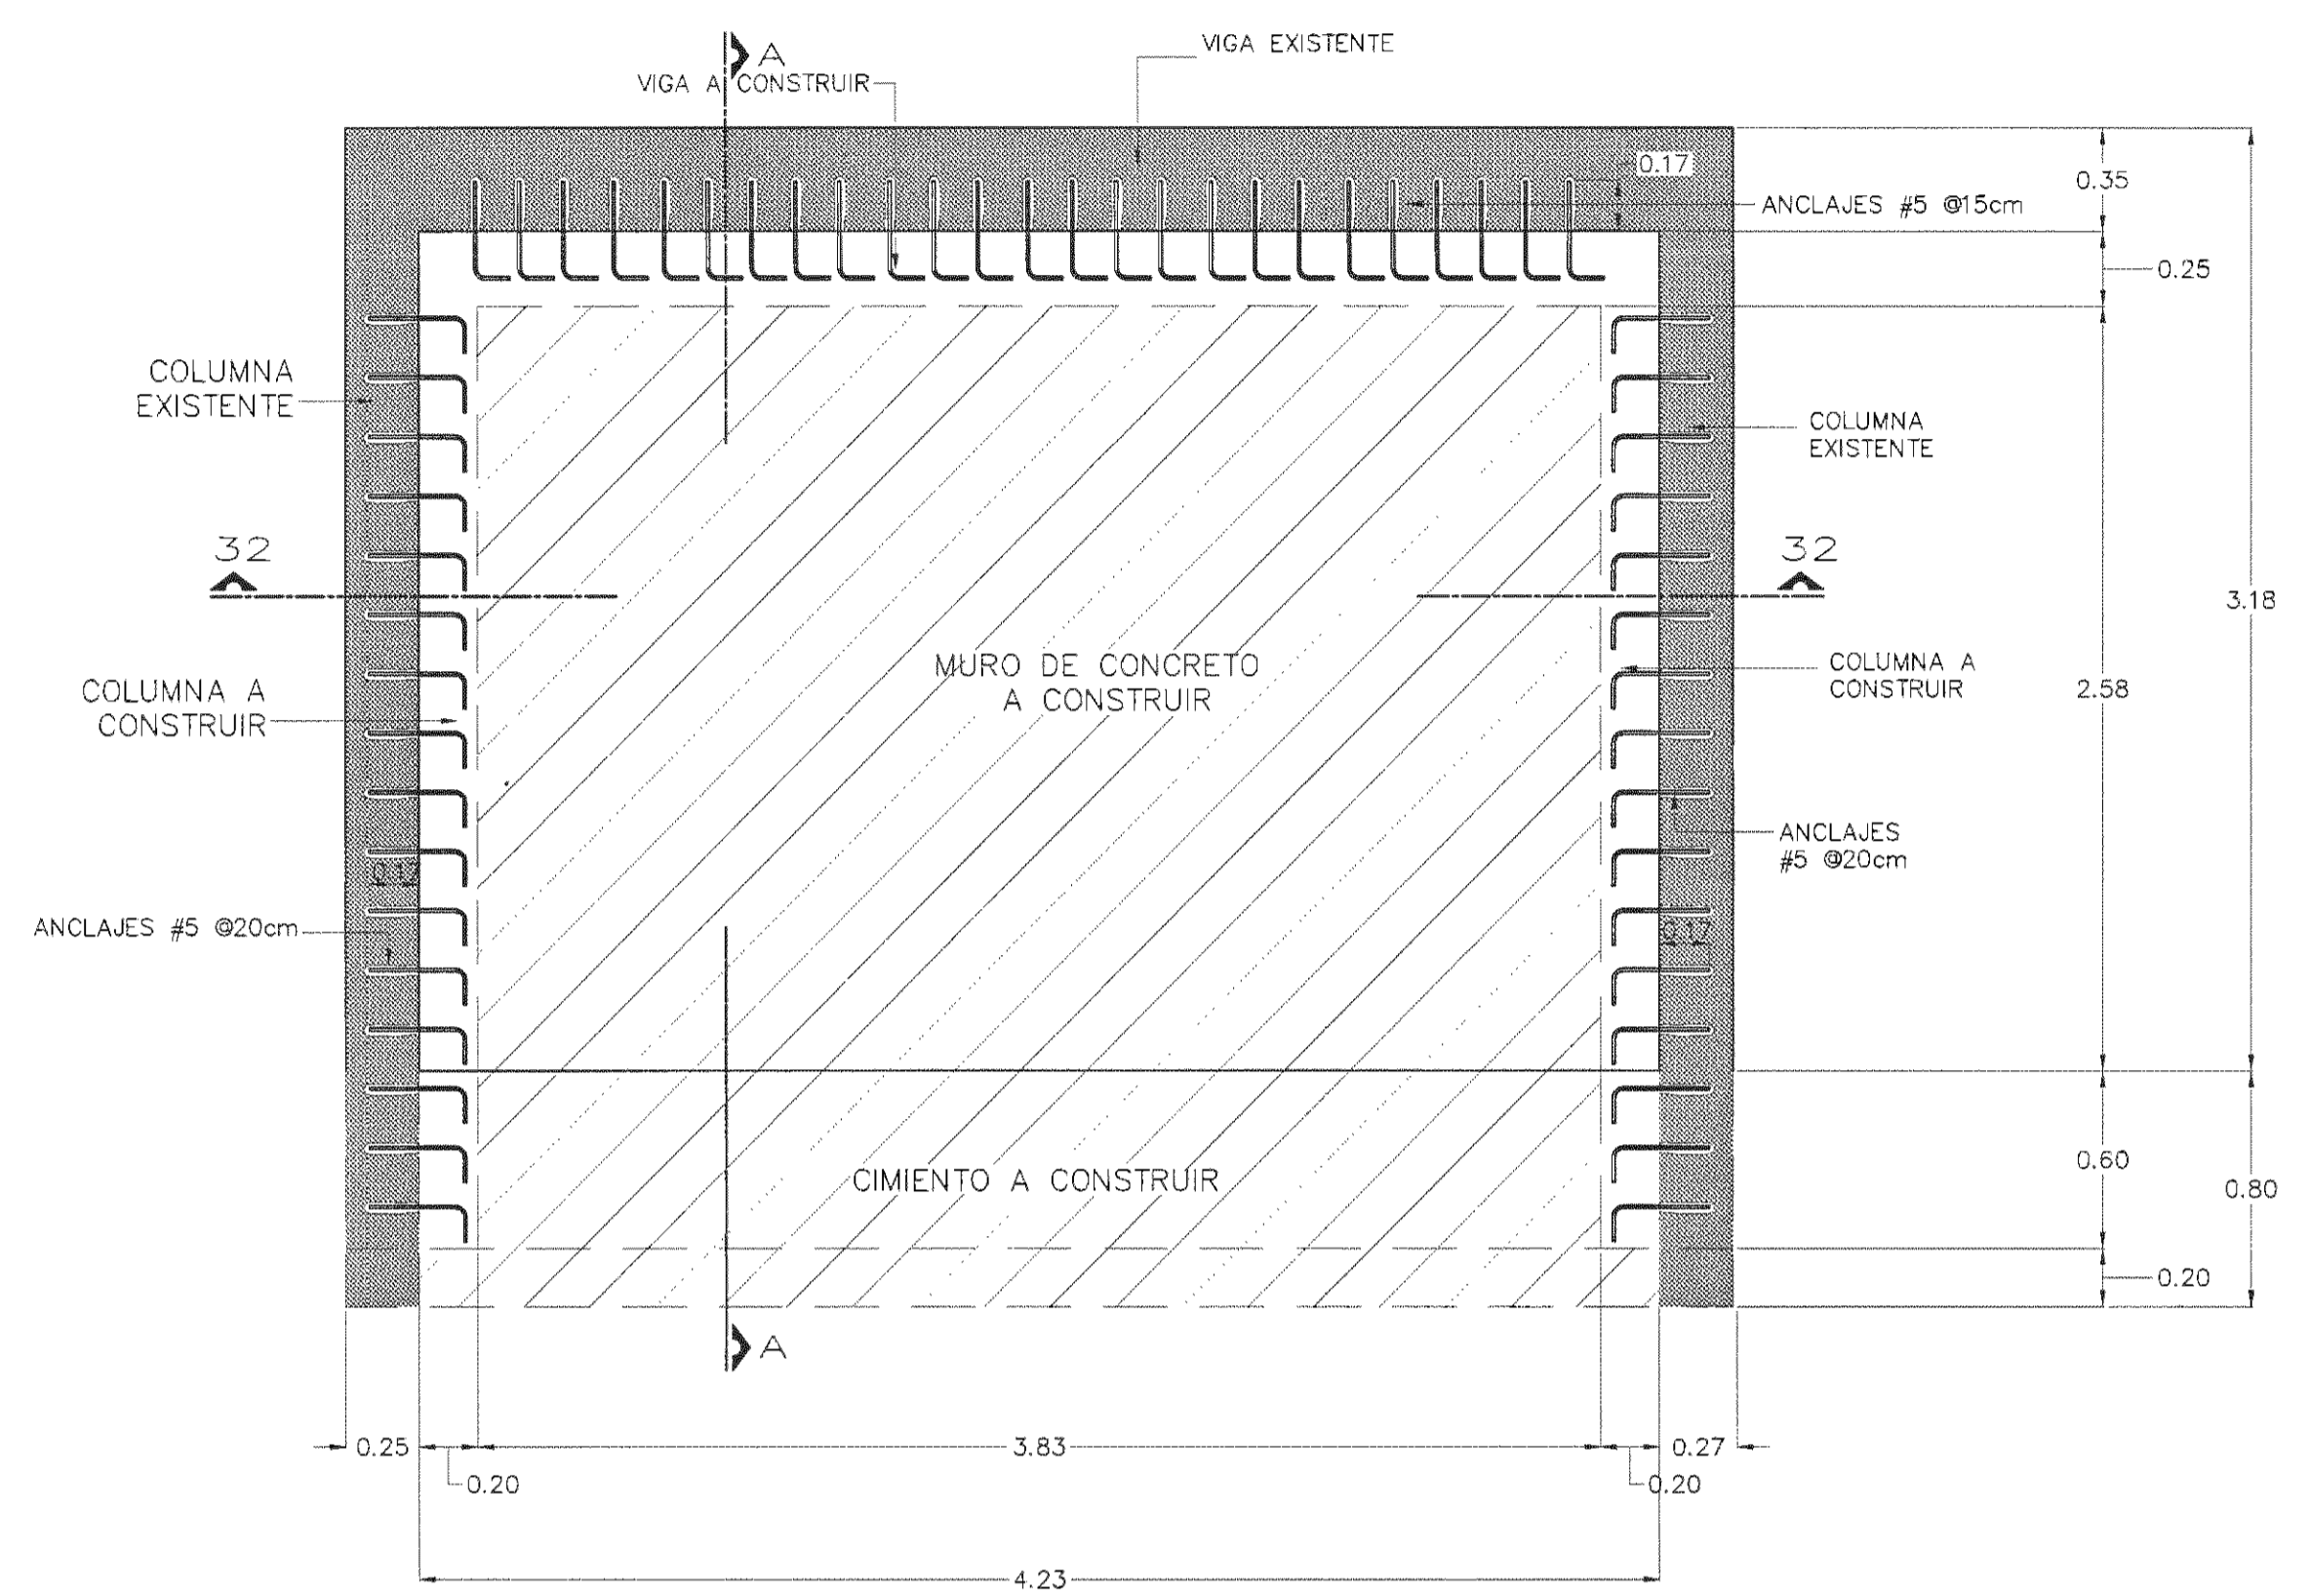 A
VIGA EXISTENTE
VIGA A CONSTRUIR
0.17
0.35
ANCLAJES #5 @15cm
0.25
COLUMNA
EXISTENTE
COLUMNA
EXISTENTE
32
32
3.18
MURO DE CONCRETO
A CONSTRUIR
COLUMNA A
CONSTRUIR
2.58
COLUMNA A
CONSTRUIR
ANCLAJES
#5 @20cm
0.17
ANCLAJES #5 @20cm
0.17
CIMIENTO A CONSTRUIR
0.60
0.80
0.20
A
0.25
3.83
0.27
0.20
0.20
4.23